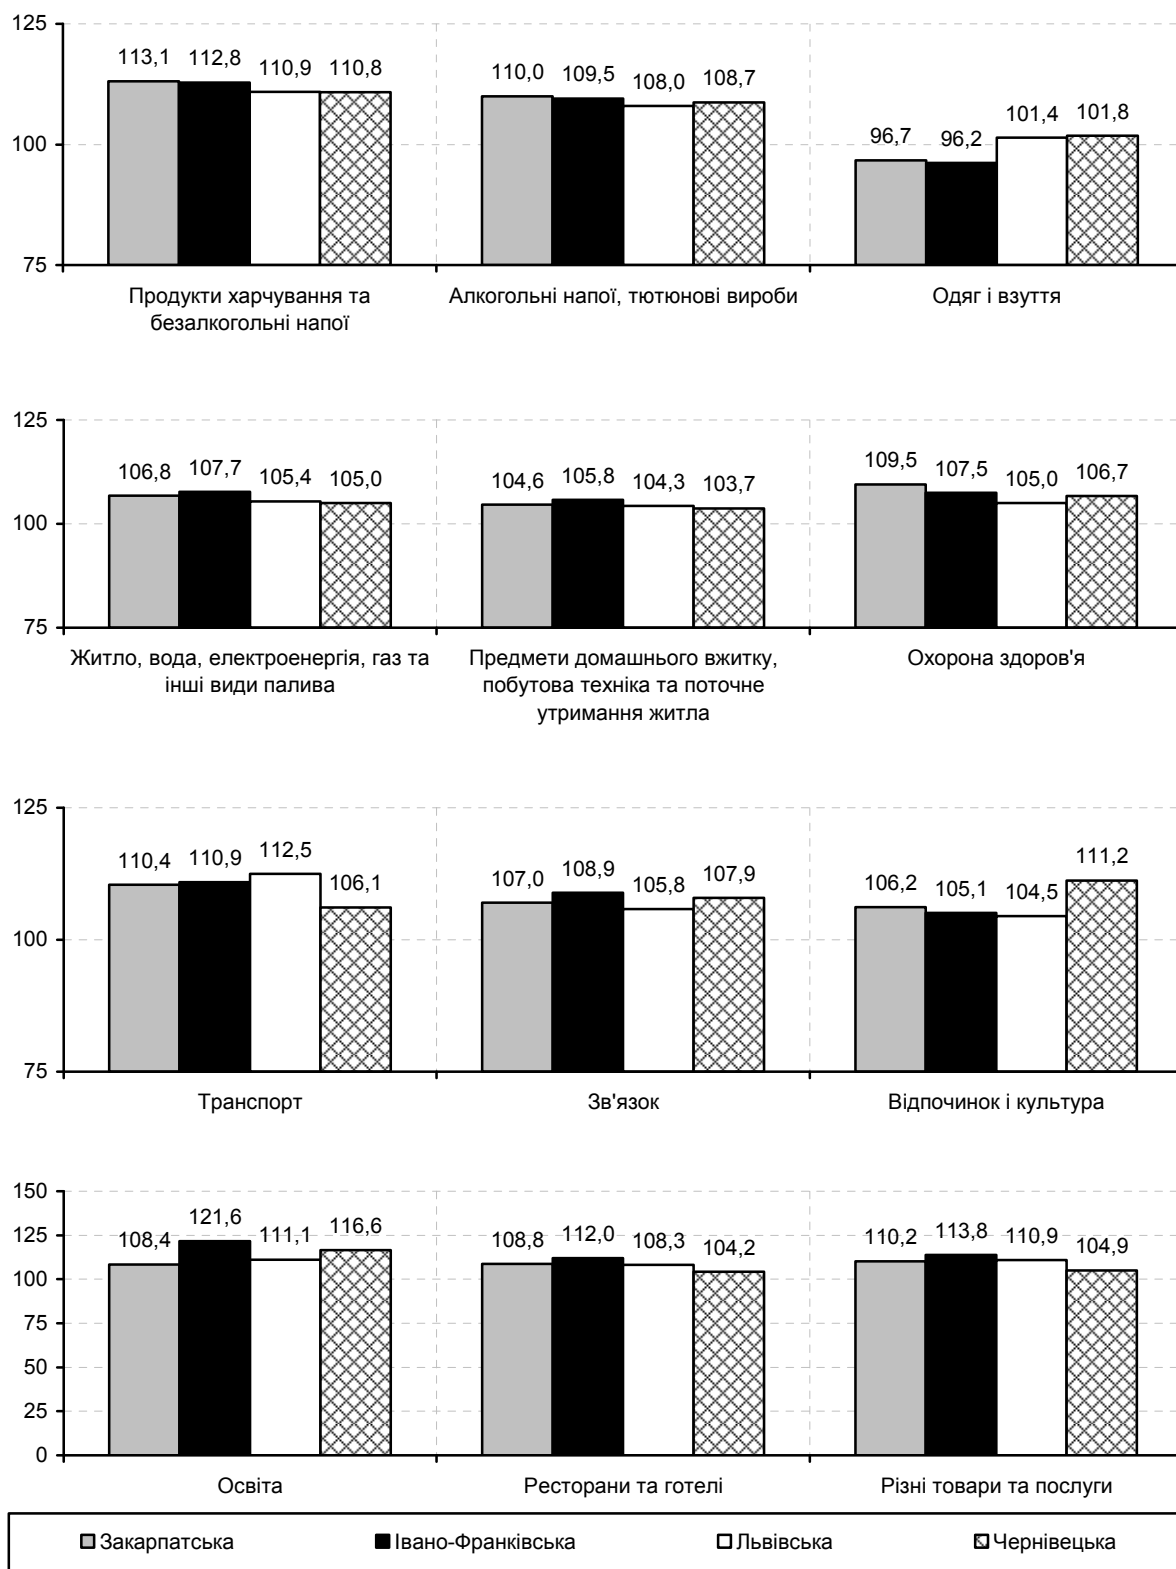 125
113,1 112,8 110,9 110,8 110,0 109,5 108,0 108,7 96,7 96,2 101,4 101,8
100
75
Продукти харчування та безалкогольні напої
Алкогольні напої, тютюнові вироби
Одяг і взуття
125
106,8 107,7 105,4 105,0 104,6 105,8 104,3 103,7 109,5 107,5 105,0 106,7
100
75
Житло, вода, електроенергія, газ та
інші види палива
Предмети домашнього вжитку,
побутова техніка та поточне
утримання житла
Охорона здоров'я
125
110,4 110,9 112,5 106,1 107,0 108,9 105,8 107,9 106,2 105,1 104,5 111,2
100
75
Транспорт
Зв'язок
Відпочинок і культура
150
125
108,4 121,6 111,1 116,6 108,8 112,0 108,3 104,2 110,2 113,8 110,9 104,9
100
75
50
25
0
Освіта
Ресторани та готелі
Різні товари та послуги
Закарпатська Івано-Франківська Львівська Чернівецька